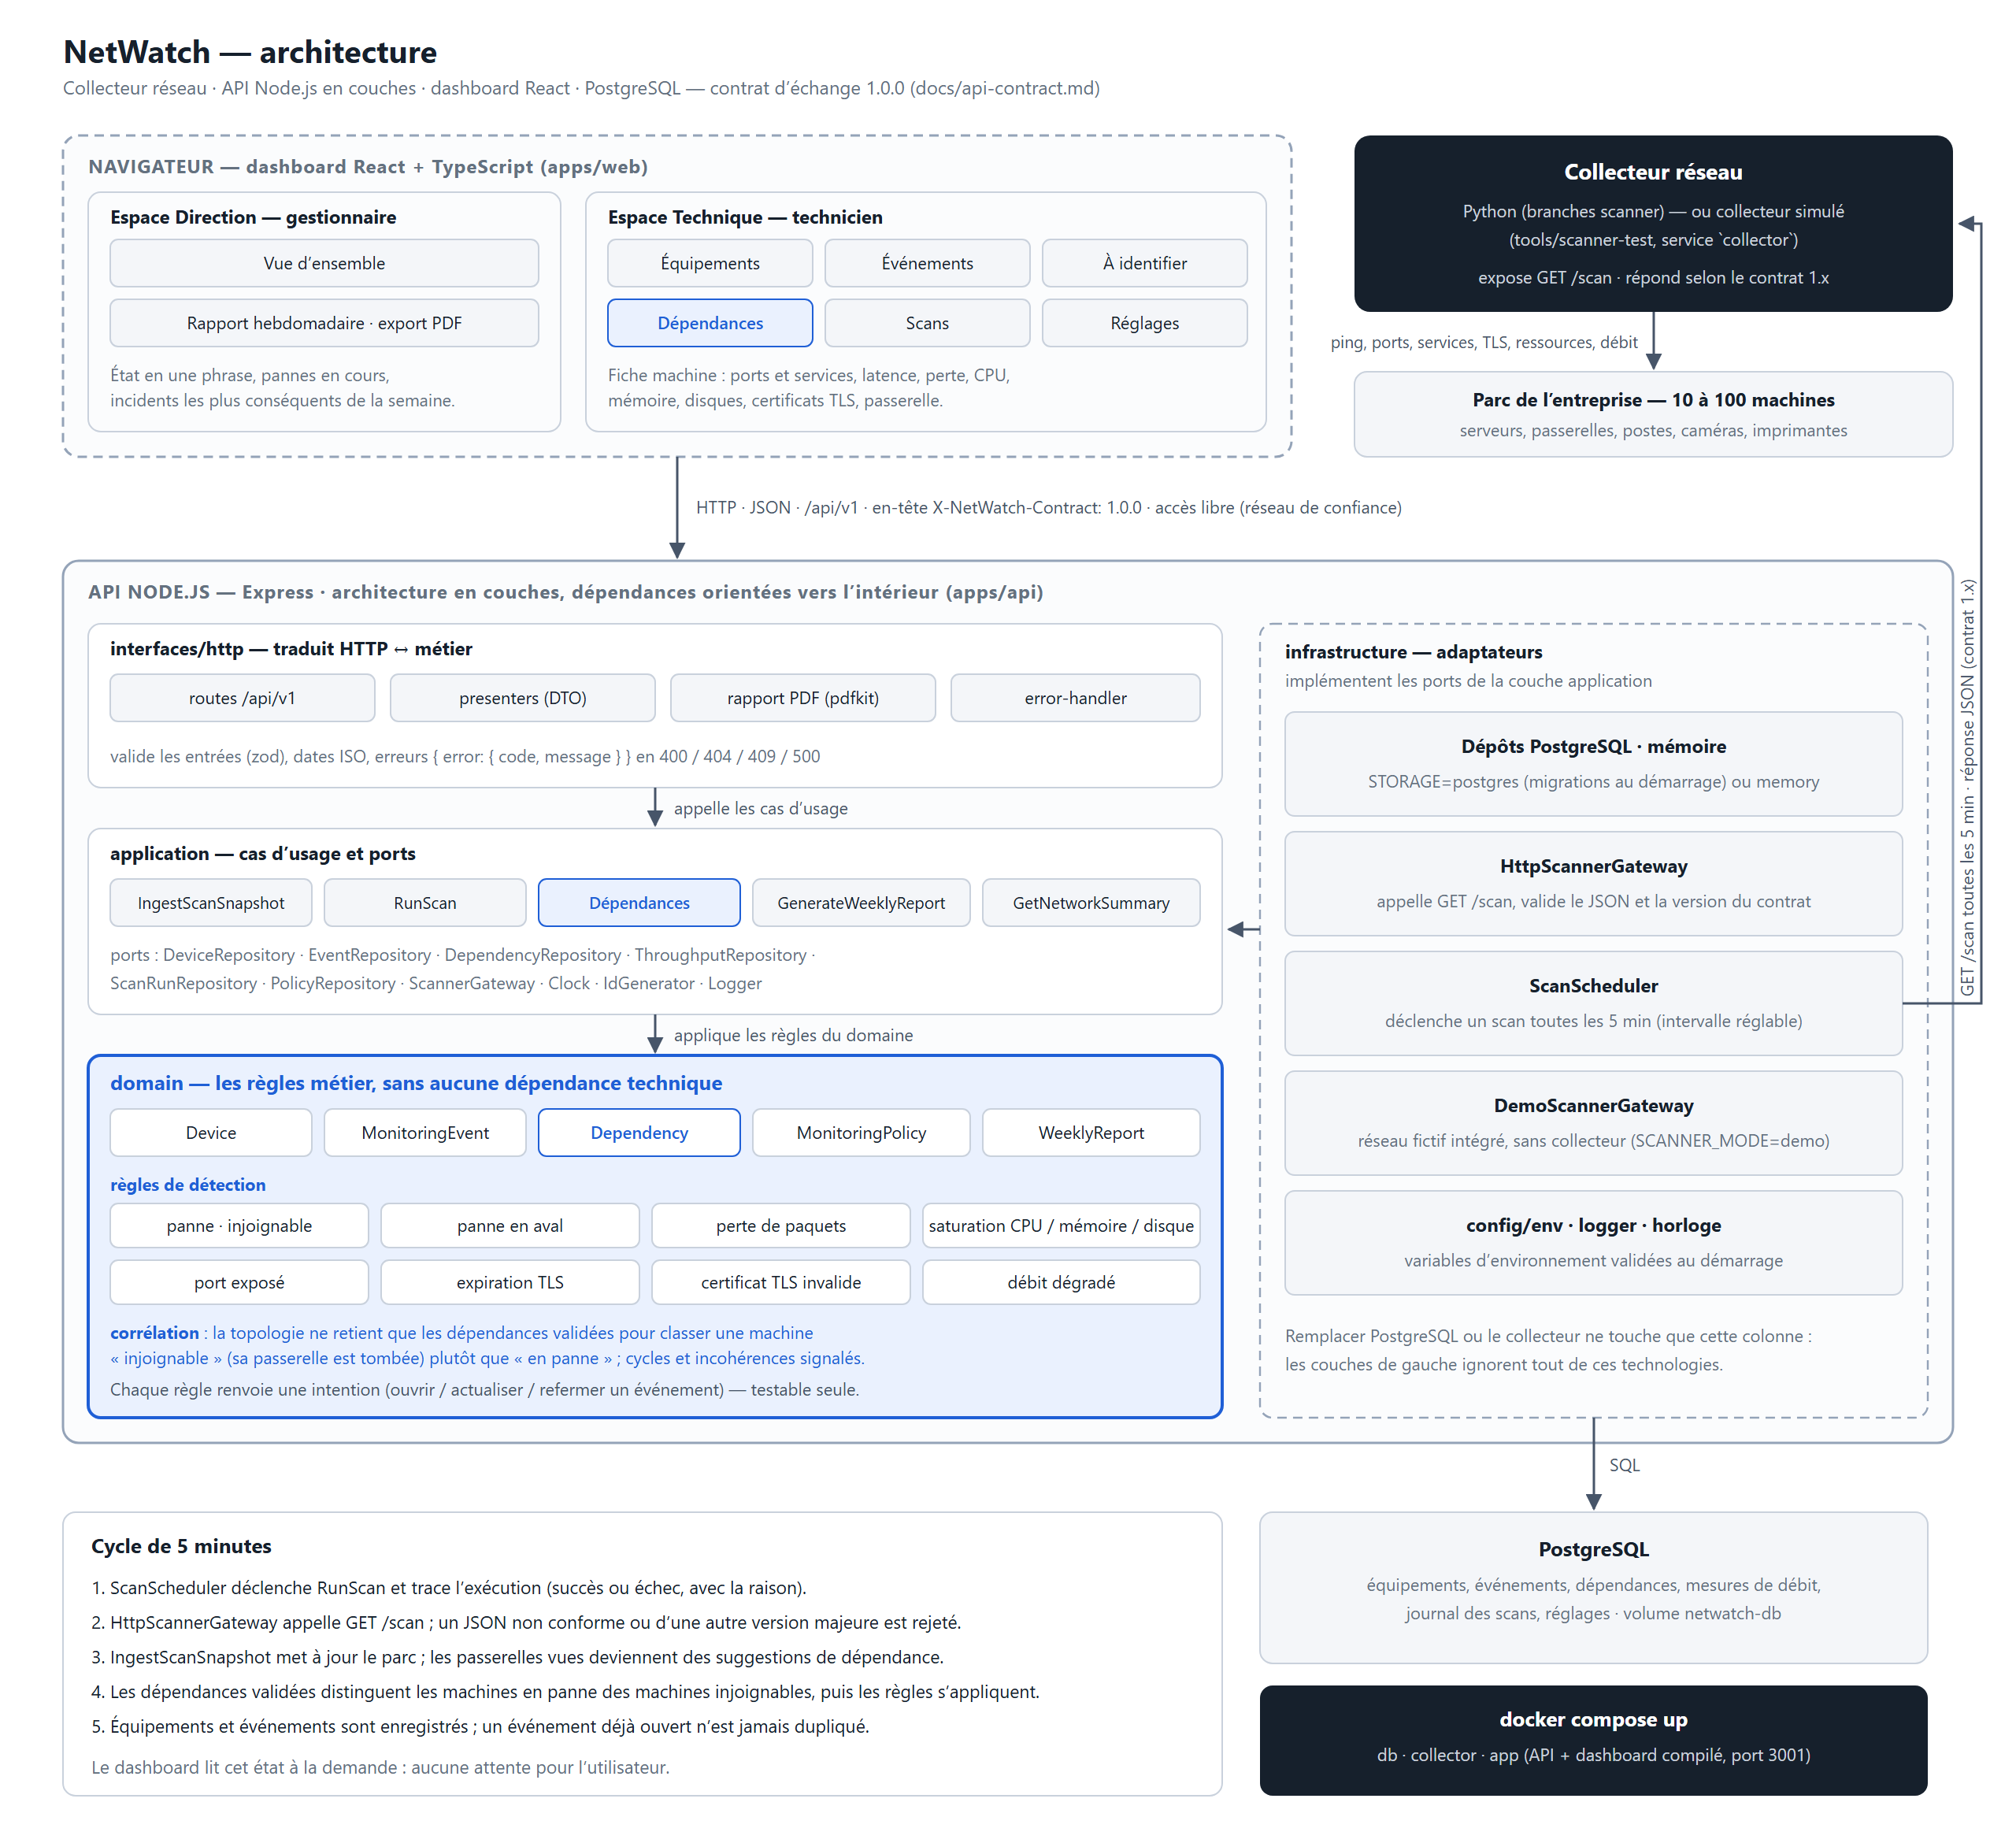 NetWatch — architecture
Collecteur réseau · API Node.js en couches · dashboard React · PostgreSQL — contrat d’échange 1.0.0 (docs/api-contract.md)
NAVIGATEUR — dashboard React + TypeScript (apps/web)
Espace Direction — gestionnaire
Vue d’ensemble
Rapport hebdomadaire · export PDF
État en une phrase, pannes en cours,
incidents les plus conséquents de la semaine.
Espace Technique — technicien
Équipements
Événements
À identifier
Dépendances
Scans
Réglages
Fiche machine : ports et services, latence, perte, CPU,
mémoire, disques, certificats TLS, passerelle.
Collecteur réseau
Python (branches scanner) — ou collecteur simulé
(tools/scanner-test, service `collector`)
expose GET /scan · répond selon le contrat 1.x
ping, ports, services, TLS, ressources, débit
Parc de l’entreprise — 10 à 100 machines
serveurs, passerelles, postes, caméras, imprimantes
HTTP · JSON · /api/v1 · en-tête X-NetWatch-Contract: 1.0.0 · accès libre (réseau de confiance)
API NODE.JS — Express · architecture en couches, dépendances orientées vers l’intérieur (apps/api)
interfaces/http — traduit HTTP ↔ métier
routes /api/v1
presenters (DTO)
rapport PDF (pdfkit)
error-handler
valide les entrées (zod), dates ISO, erreurs { error: { code, message } } en 400 / 404 / 409 / 500
appelle les cas d’usage
application — cas d’usage et ports
IngestScanSnapshot
RunScan
Dépendances
GenerateWeeklyReport
GetNetworkSummary
ports : DeviceRepository · EventRepository · DependencyRepository · ThroughputRepository ·
ScanRunRepository · PolicyRepository · ScannerGateway · Clock · IdGenerator · Logger
applique les règles du domaine
domain — les règles métier, sans aucune dépendance technique
Device
MonitoringEvent
Dependency
MonitoringPolicy
WeeklyReport
règles de détection
panne · injoignable
panne en aval
perte de paquets
saturation CPU / mémoire / disque
port exposé
expiration TLS
certificat TLS invalide
débit dégradé
corrélation : la topologie ne retient que les dépendances validées pour classer une machine
« injoignable » (sa passerelle est tombée) plutôt que « en panne » ; cycles et incohérences signalés.
Chaque règle renvoie une intention (ouvrir / actualiser / refermer un événement) — testable seule.
infrastructure — adaptateurs
implémentent les ports de la couche application
Dépôts PostgreSQL · mémoire
STORAGE=postgres (migrations au démarrage) ou memory
HttpScannerGateway
appelle GET /scan, valide le JSON et la version du contrat
ScanScheduler
déclenche un scan toutes les 5 min (intervalle réglable)
DemoScannerGateway
réseau fictif intégré, sans collecteur (SCANNER_MODE=demo)
config/env · logger · horloge
variables d’environnement validées au démarrage
Remplacer PostgreSQL ou le collecteur ne touche que cette colonne :
les couches de gauche ignorent tout de ces technologies.
GET /scan toutes les 5 min · réponse JSON (contrat 1.x)
SQL
Cycle de 5 minutes
1. ScanScheduler déclenche RunScan et trace l’exécution (succès ou échec, avec la raison).
2. HttpScannerGateway appelle GET /scan ; un JSON non conforme ou d’une autre version majeure est rejeté.
3. IngestScanSnapshot met à jour le parc ; les passerelles vues deviennent des suggestions de dépendance.
4. Les dépendances validées distinguent les machines en panne des machines injoignables, puis les règles s’appliquent.
5. Équipements et événements sont enregistrés ; un événement déjà ouvert n’est jamais dupliqué.
Le dashboard lit cet état à la demande : aucune attente pour l’utilisateur.
PostgreSQL
équipements, événements, dépendances, mesures de débit,
journal des scans, réglages · volume netwatch-db
docker compose up
db · collector · app (API + dashboard compilé, port 3001)